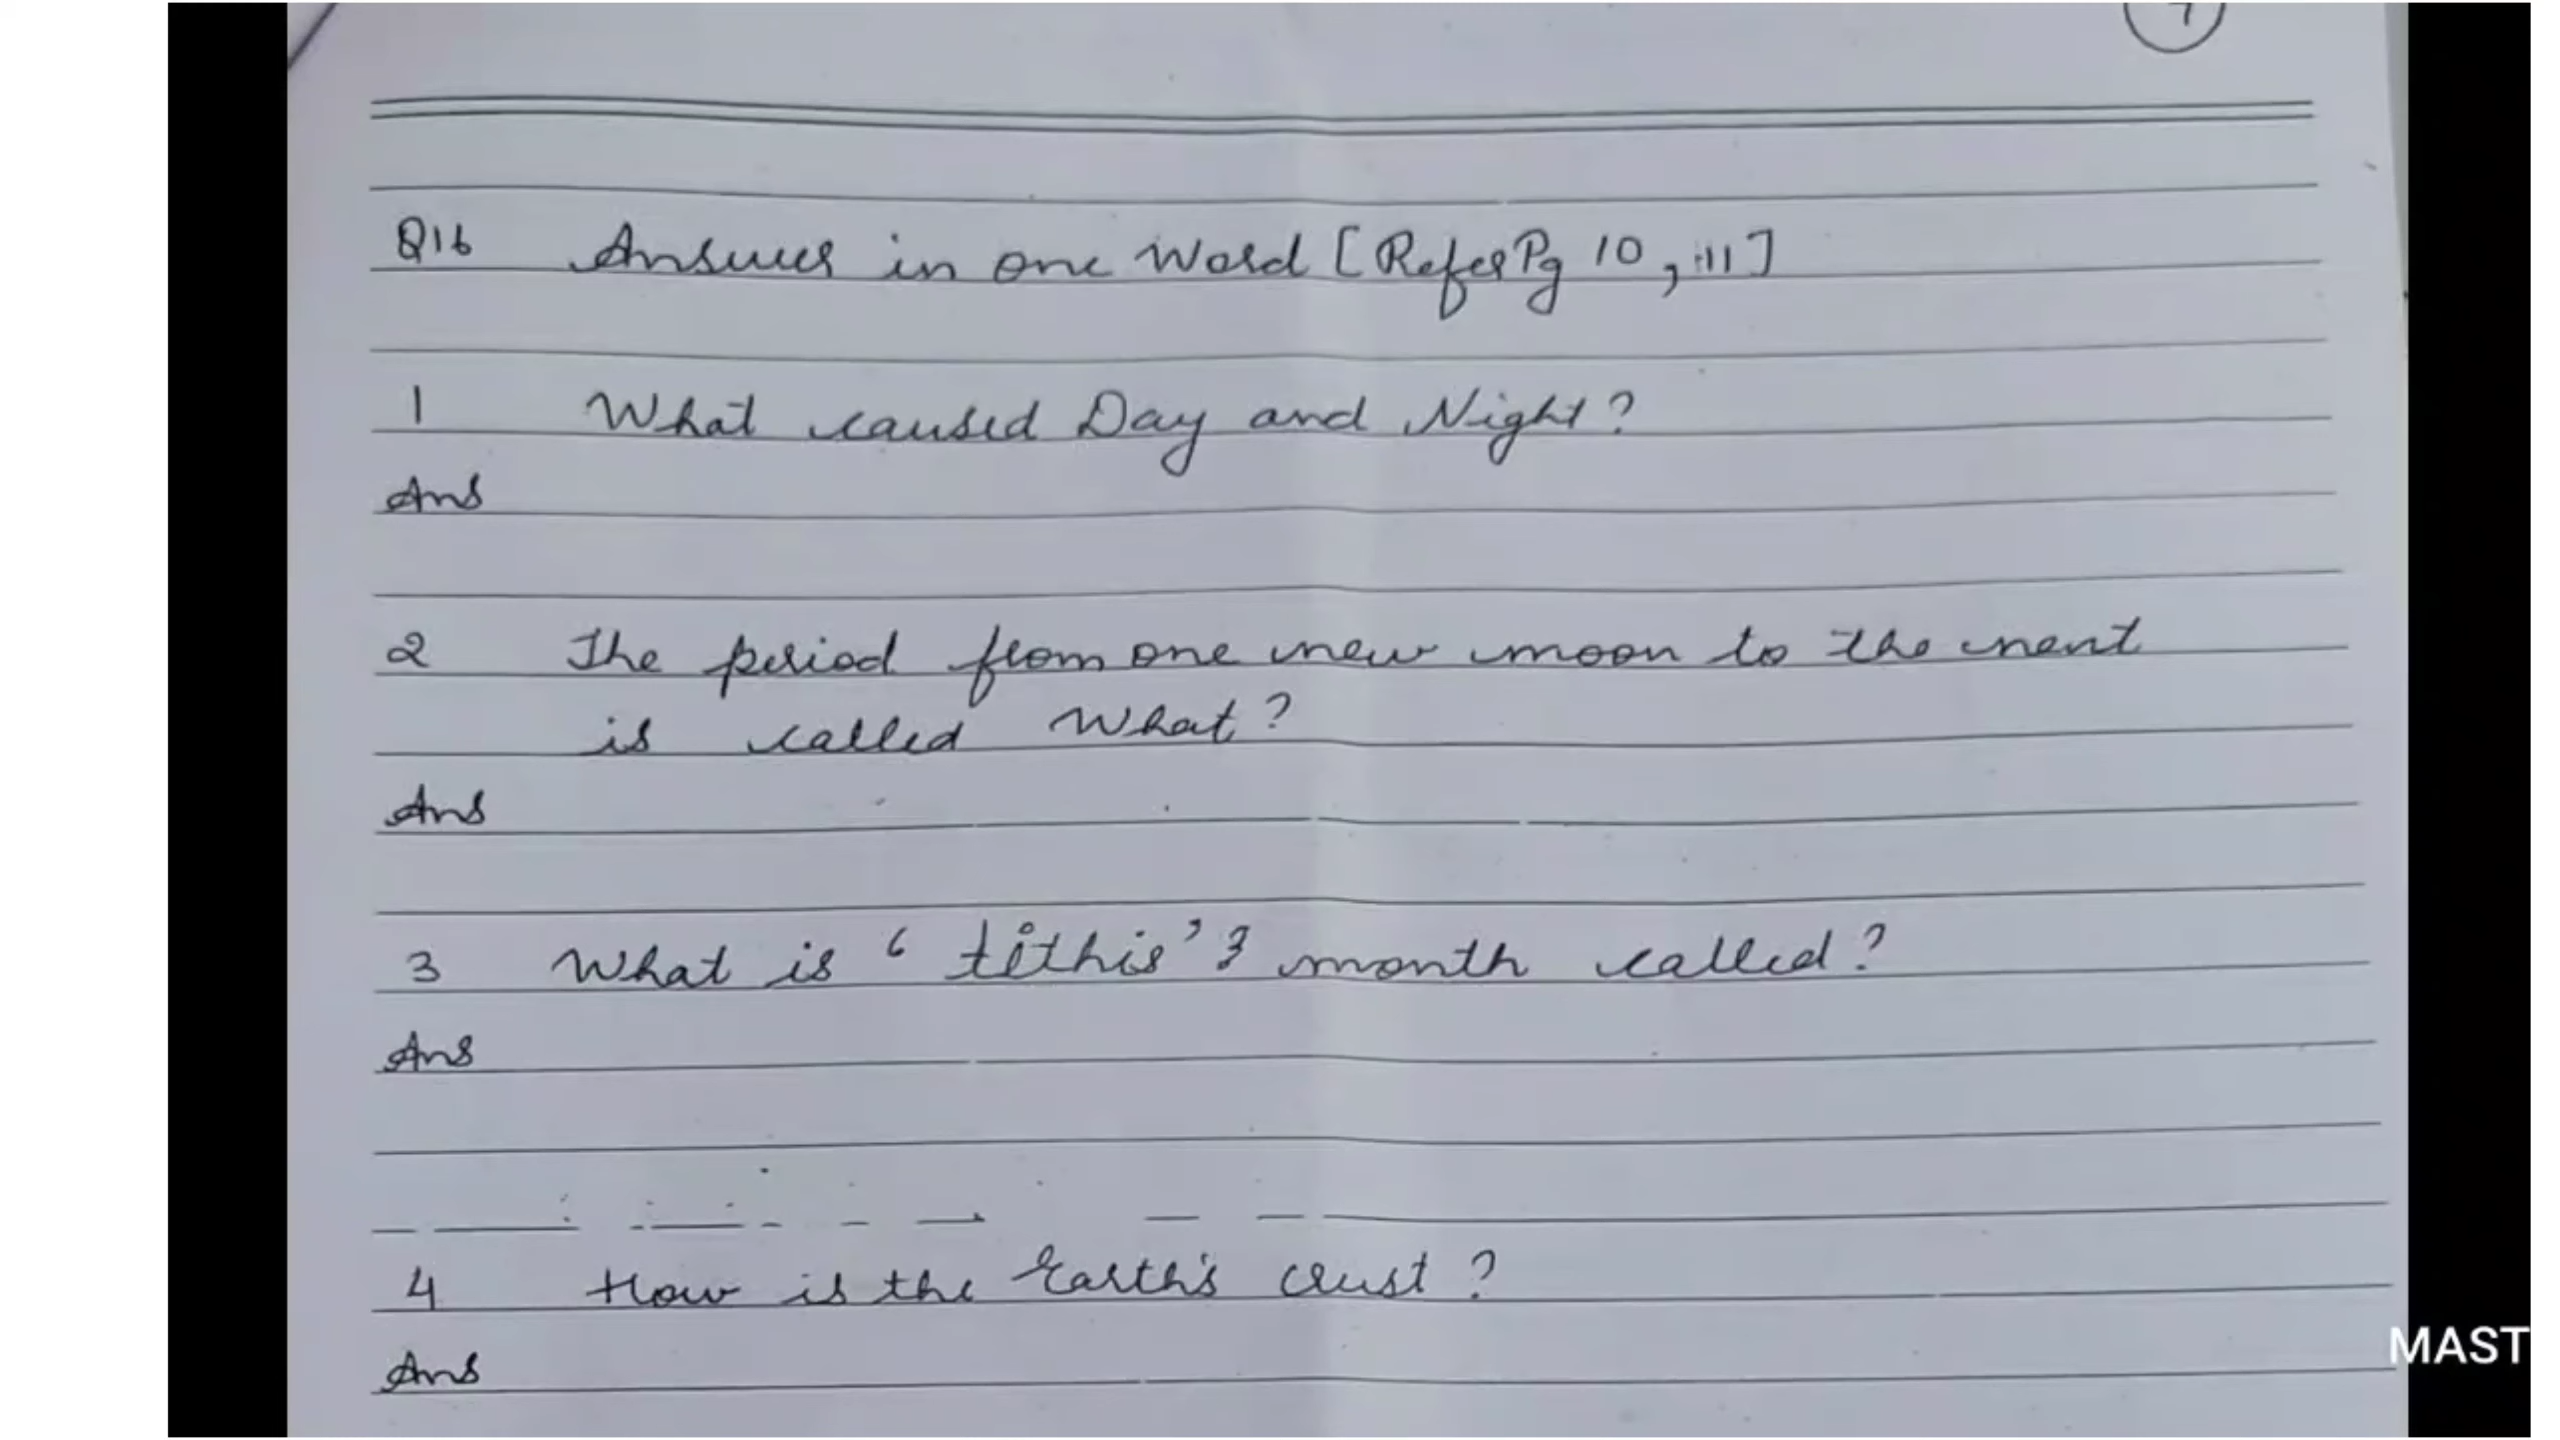 Q16 Answer in one Word [Refer Pg 10, 11]
1 What caused Day and Night?
Ans
2 The period from one new moon to the next
is called What?
Ans
3 What is ‘tithis’ 3 month called?
Ans
4 How is the Earth's crust?
Ans
MAST